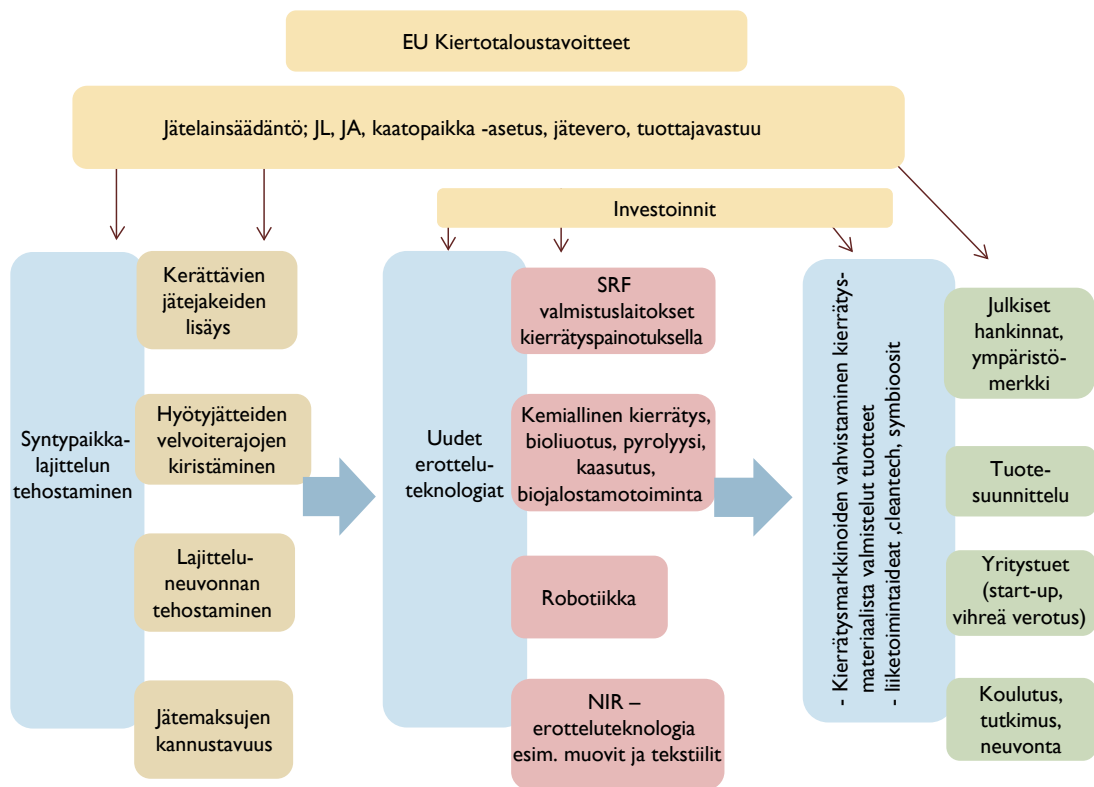 EU Kiertotaloustavoitteet
Jätelainsäädäntö; JL, JA, kaatopaikka -asetus, jätevero, tuottajavastuu
Investoinnit
Syntypaikka-
lajittelun
tehostaminen
Kerättävien
jätejakeiden
lisäys
Hyötyjätteiden
velvoiterajojen
kiristäminen
Lajittelu-
neuvonnan
tehostaminen
Jätemaksujen
kannustavuus
Uudet
erottelu-
teknologiat
SRF
valmistuslaitokset
kierrätyspainotuksella
Kemiallinen kierrätys,
bioliuotus, pyrolyysi,
kaasutus,
biojalostamotoiminta
Robotiikka
NIR –
erotteluteknologia
esim. muovit ja tekstiilit
- Kierrätysmarkkinoiden vahvistaminen kierrätys-
materiaalista valmistelut tuotteet
- liiketoimintaideat ,cleantech, symbioosit
Julkiset
hankinnat,
ympäristö-
merkki
Tuote-
suunnittelu
Yritystuet
(start-up,
vihreä verotus)
Koulutus,
tutkimus,
neuvonta